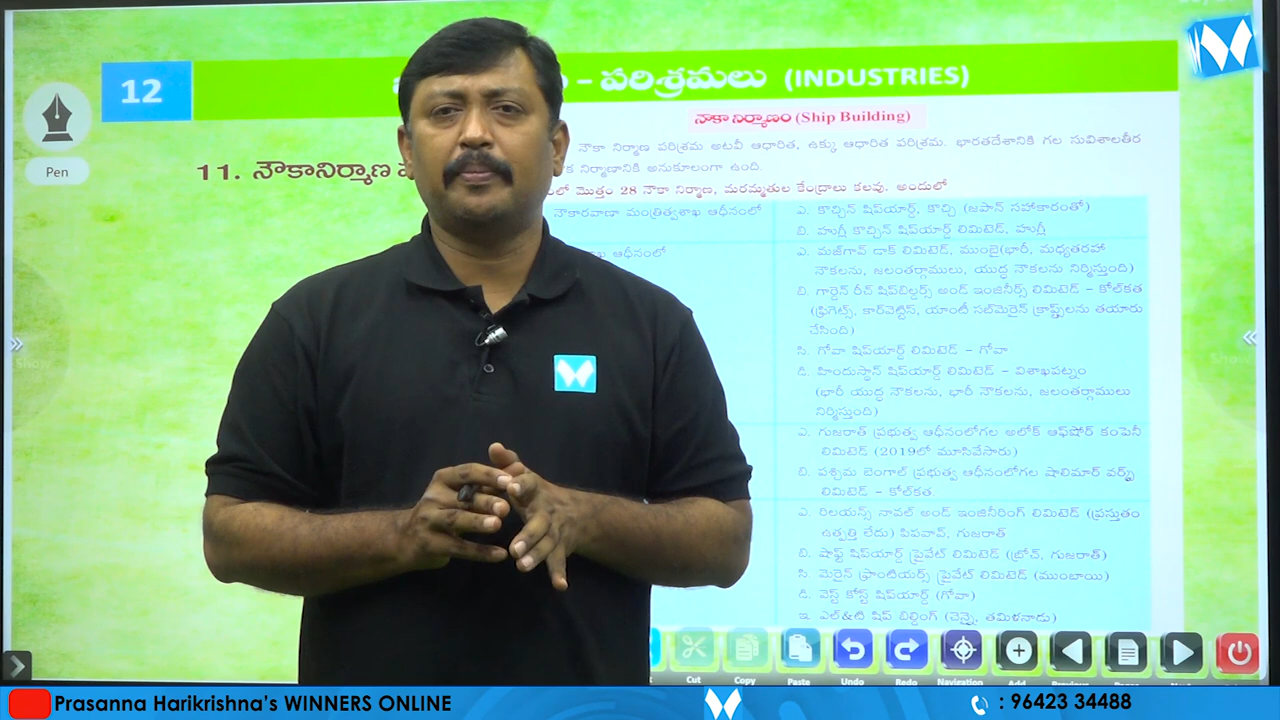 12
– పరిశ్రమలు (INDUSTRIES)
నౌకా నిర్మాణం (Ship Building)
నౌకా నిర్మాణ పరిశ్రమ అటవీ ఆధారిత, ఉక్కు ఆధారిత పరిశ్రమ. భారతదేశానికి గల సువిశాలతీర
నిర్మాణానికి అనుకూలంగా ఉంది.
11. నౌకానిర్మాణ
మొత్తం 28 నౌకా నిర్మాణ, మరమ్మతుల కేంద్రాలు కలవు. అందులో
నౌకారవాణా మంత్రిత్వశాఖ ఆధీనంలో
ఎ. కొచ్చిన్ షిప్‌యార్డ్, కొచ్చి (జపాన్ సహకారంతో)
బి. హుగ్లీ కొచ్చిన్ షిప్‌యార్డ్ లిమిటెడ్, హుగ్లీ
ఆధీనంలో
ఎ. మజ్‌గావ్ డాక్ లిమిటెడ్, ముంబై(భారీ, మధ్యతరహా
నౌకలను, జలంతర్గాములు, యుద్ధ నౌకలను నిర్మిస్తుంది)
బి. గార్డెన్ రీచ్ షిప్‌బిల్డర్స్ అండ్ ఇంజినీర్స్ లిమిటెడ్ – కోల్‌కత
(ఫ్రిగెట్స్, కార్‌వెట్టిస్, యాంటీ సబ్‌మెరైన్ క్రాఫ్ట్స్‌లను తయారు
చేసింది)
సి. గోవా షిప్‌యార్డ్ లిమిటెడ్ – గోవా
డి. హిందుస్థాన్ షిప్‌యార్డ్ లిమిటెడ్ – విశాఖపట్నం
(భారీ యుద్ధ నౌకలను, భారీ నౌకలను, జలంతర్గాములు
నిర్మిస్తుంది)
ఎ. గుజరాత్ ప్రభుత్వ ఆధీనంలోగల అలోక్ ఆఫ్‌షోర్ కంపెనీ
లిమిటెడ్ (2019లో మూసివేసారు)
బి. పశ్చిమ బెంగాల్ ప్రభుత్వ ఆధీనంలోగల షాలిమార్ వర్క్స్
లిమిటెడ్ – కోల్‌కత.
ఎ. రిలయన్స్ నావల్ అండ్ ఇంజినీరింగ్ లిమిటెడ్ (ప్రస్తుతం
ఉత్పత్తి లేదు) పిపవావ్, గుజరాత్
బి. షాఫ్ట్ షిప్‌యార్డ్ ప్రైవేట్ లిమిటెడ్ (బ్రోచ్, గుజరాత్)
సి. మెరైన్ ఫ్రాంటియర్స్ ప్రైవేట్ లిమిటెడ్ (ముంబాయి)
డి. వెస్ట్ కోస్ట్ షిప్‌యార్డ్ (గోవా)
ఇ. ఎల్&టి షిప్ బిల్డింగ్ (చెన్నై, తమిళనాడు)
Pen
Cut Copy Paste Undo Redo Navigation
Prasanna Harikrishna's WINNERS ONLINE
: 96423 34488